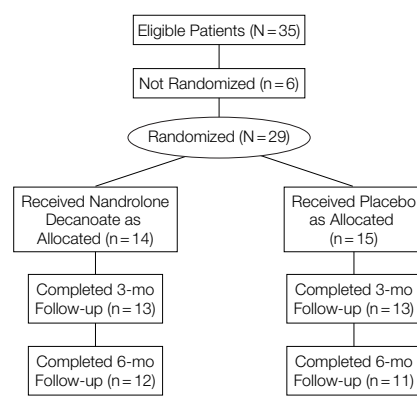 Eligible Patients (N=35)
Not Randomized (n=6)
Randomized (N=29)
Received Nandrolone
Decanoate as
Allocated (n=14)
Received Placebo
as Allocated
(n=15)
Completed 3-mo
Follow-up (n=13)
Completed 3-mo
Follow-up (n=13)
Completed 6-mo
Follow-up (n=12)
Completed 6-mo
Follow-up (n=11)